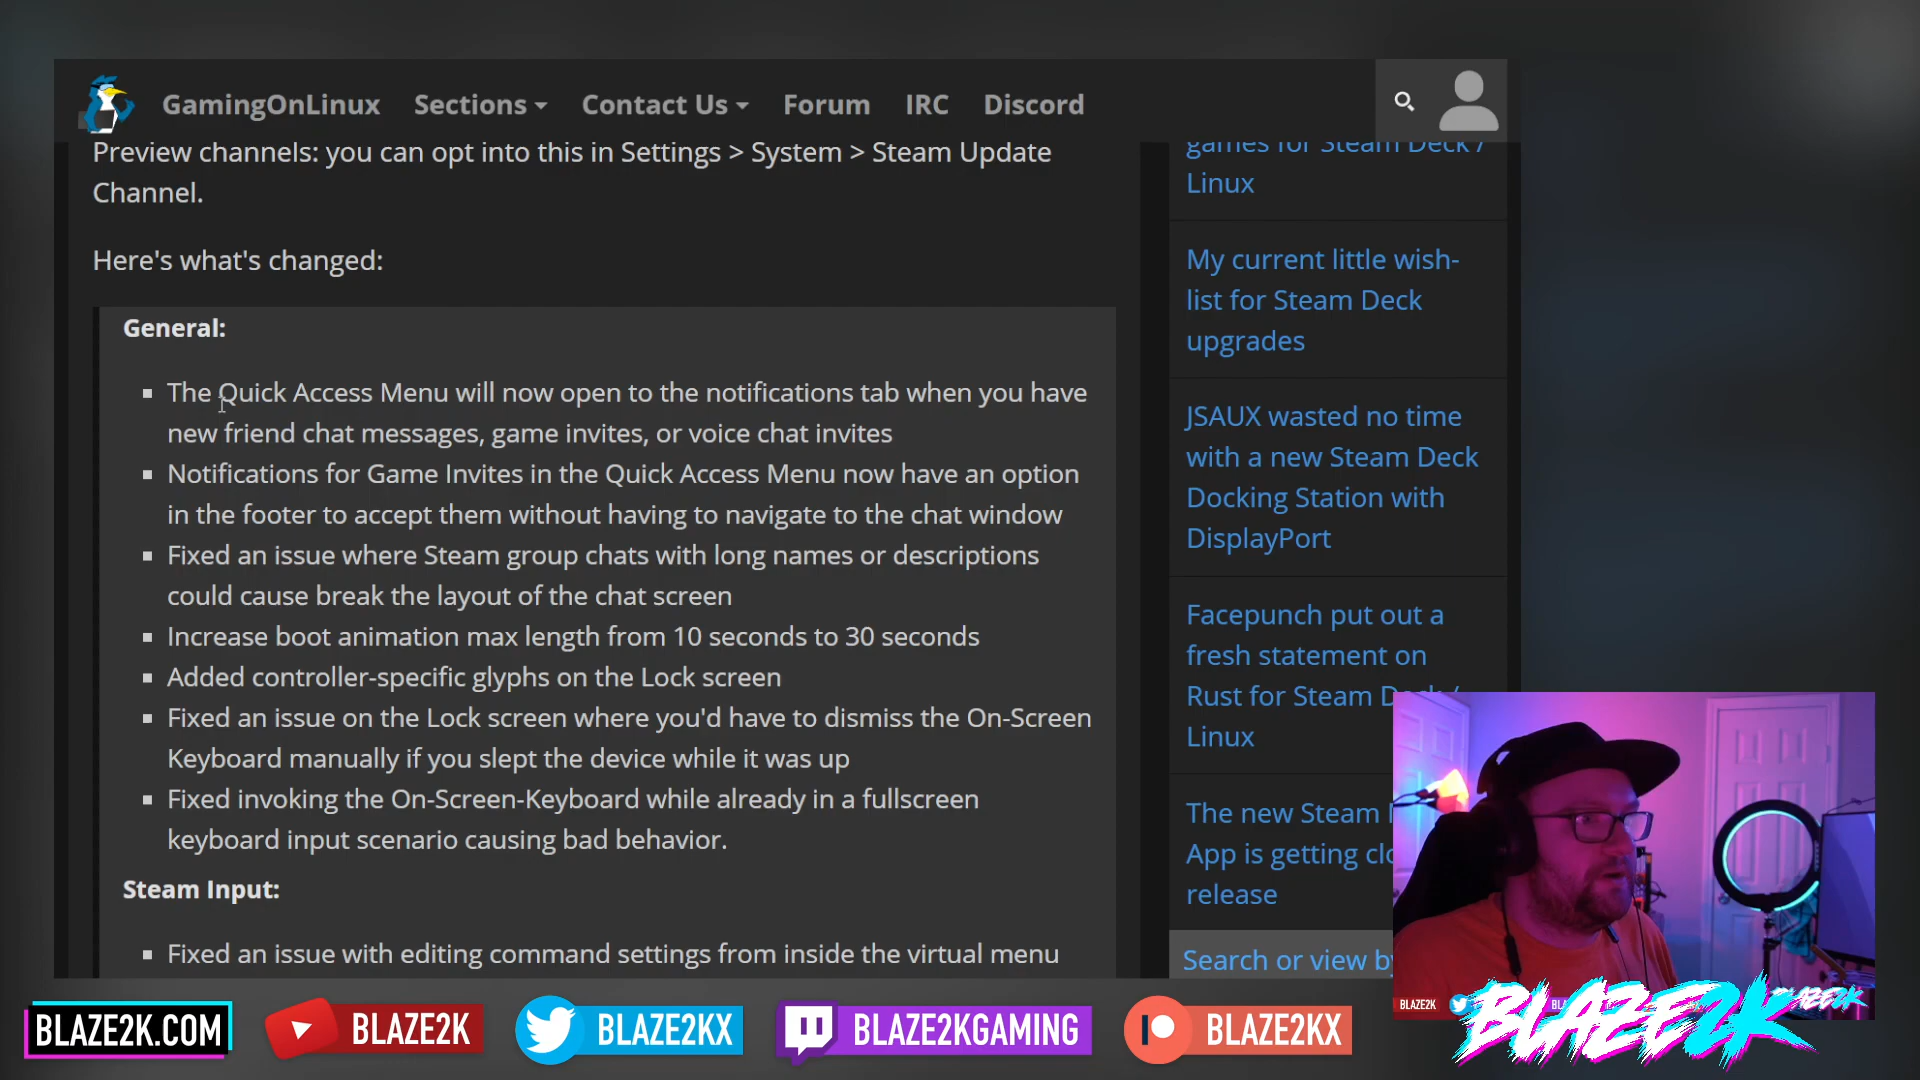 GamingOnLinux Sections Contact Us Forum IRC Discord
Preview channels: you can opt into this in Settings > System > Steam Update
Channel.
Here's what's changed:
General:
▪ The Quick Access Menu will now open to the notifications tab when you have
new friend chat messages, game invites, or voice chat invites
▪ Notifications for Game Invites in the Quick Access Menu now have an option
in the footer to accept them without having to navigate to the chat window
▪ Fixed an issue where Steam group chats with long names or descriptions
could cause break the layout of the chat screen
▪ Increase boot animation max length from 10 seconds to 30 seconds
▪ Added controller-specific glyphs on the Lock screen
▪ Fixed an issue on the Lock screen where you'd have to dismiss the On-Screen
Keyboard manually if you slept the device while it was up
▪ Fixed invoking the On-Screen-Keyboard while already in a fullscreen
keyboard input scenario causing bad behavior.
Steam Input:
▪ Fixed an issue with editing command settings from inside the virtual menu
games for Steam Deck /
Linux
My current little wish-
list for Steam Deck
upgrades
JSAUX wasted no time
with a new Steam Deck
Docking Station with
DisplayPort
Facepunch put out a
fresh statement on
Rust for Steam Deck /
Linux
The new Steam
App is getting
release
Search or view by
BLAZE2K
BLAZE2K
BLAZE2K
BLAZE2K.COM
BLAZE2K
BLAZE2KX
BLAZE2KGAMING
BLAZE2KX